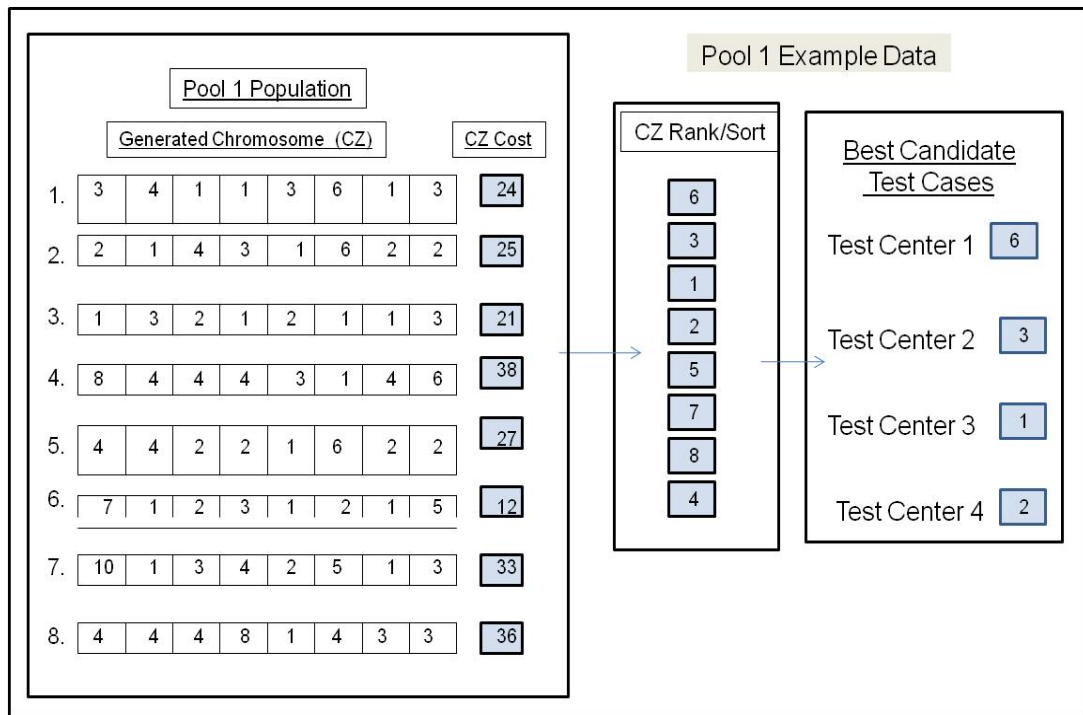 Pool 1 Example Data
Pool 1 Population
Generated Chromosome (CZ)
CZ Cost
1. 3 4 1 1 3 6 1 3 24
2. 2 1 4 3 1 6 2 2 25
3. 1 3 2 1 2 1 1 3 21
4. 8 4 4 4 3 1 4 6 38
5. 4 4 2 2 1 6 2 2 27
6. 7 1 2 3 1 2 1 5 12
7. 10 1 3 4 2 5 1 3 33
8. 4 4 4 8 1 4 3 3 36
CZ Rank/Sort
6
3
1
2
5
7
8
4
Best Candidate
Test Cases
Test Center 1 6
Test Center 2 3
Test Center 3 1
Test Center 4 2